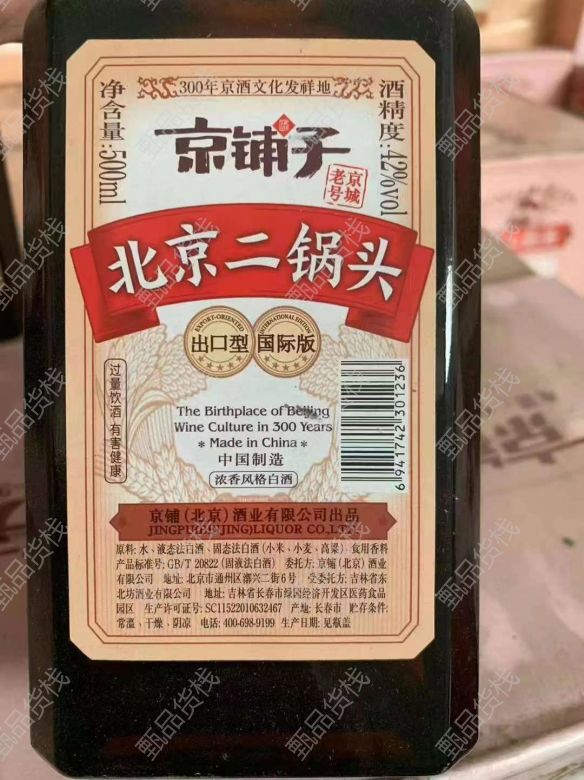 300年京酒文化发祥地
净含量:500ml
酒精度:42%vol
京铺子
京城老号
北京二锅头
EXPORT-ORIENTED
出口型
INTERNATIONAL EDITION
国际版
过量饮酒 有害健康
The Birthplace of Beijing
Wine Culture in 300 Years
* Made in China *
中国制造
浓香风格白酒
6 941742 301236
京铺(北京)酒业有限公司出品
JINGPU(BEIJING)LIQUOR CO.,LTD
原料:水、液态法白酒、固态法白酒(小米、小麦、高粱)、食用香料
产品标准号:GB/T 20822(固液法白酒) 委托方:京铺(北京)酒业
有限公司 地址:北京市通州区潞兴二街6号 受委托方:吉林省东
北坊酒业有限公司 地址:吉林省长春市绿园经济开发区医药食品
园区 生产许可证号:SC11522010632467 产地:长春市 贮存条件:
常温、干燥、阴凉 电话:400-698-9199 生产日期:见瓶盖
甄品货栈